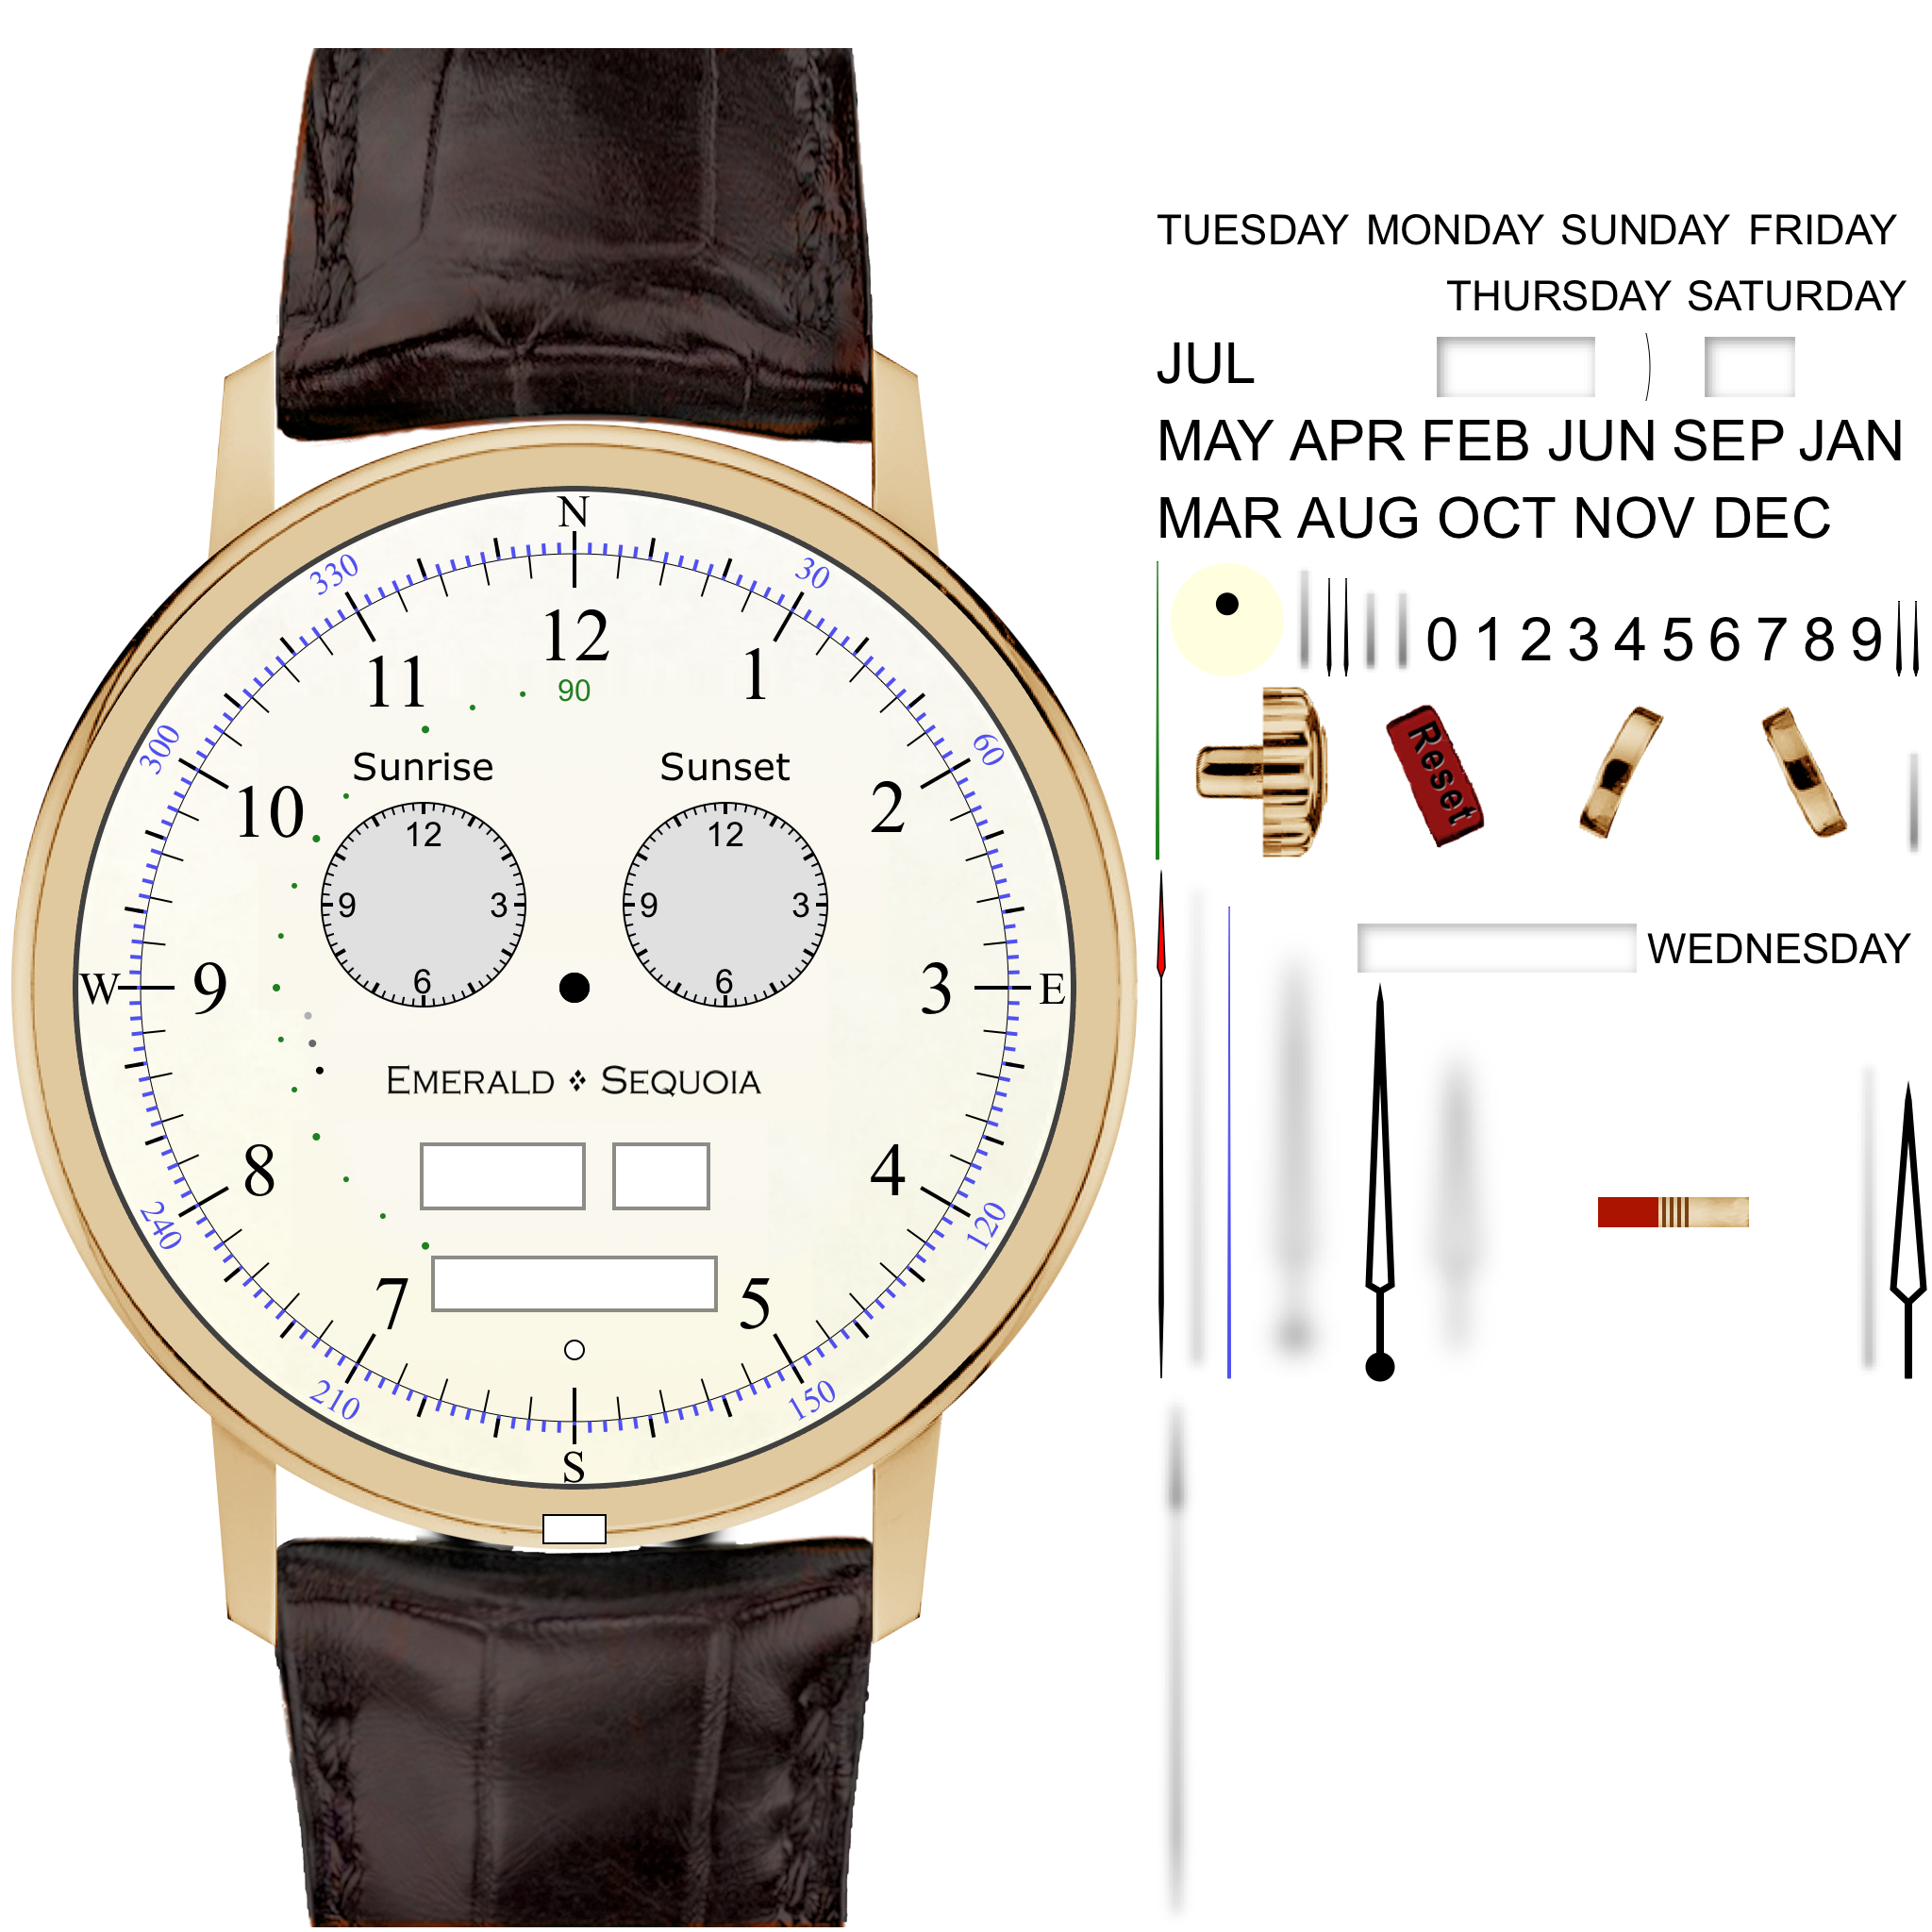 TUESDAY MONDAY SUNDAY FRIDAY
THURSDAY SATURDAY
JUL
MAY APR FEB JUN SEP JAN
MAR AUG OCT NOV DEC
0 1 2 3 4 5 6 7 8 9
Reset
WEDNESDAY
N
330 30
12
11 1
90
300 60
Sunrise Sunset
10 2
12 12
9 3 9 3
6 6
W 9 3 E
EMERALD SEQUOIA
8 4
240 120
7 5
210 150
S